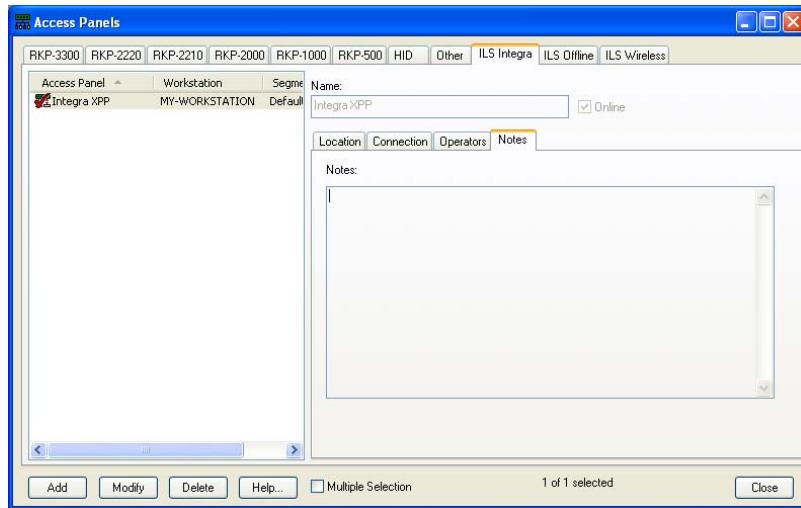 Access Panels
RKP-3300 RKP-2220 RKP-2210 RKP-2000 RKP-1000 RKP-500 HID Other ILS Integra ILS Offline ILS Wireless
Access Panel Workstation Segme
Integra XPP MY-WORKSTATION Default
Name:
Integra XPP Online
Location Connection Operators Notes
Notes:
Add Modify Delete Help... Multiple Selection 1 of 1 selected Close